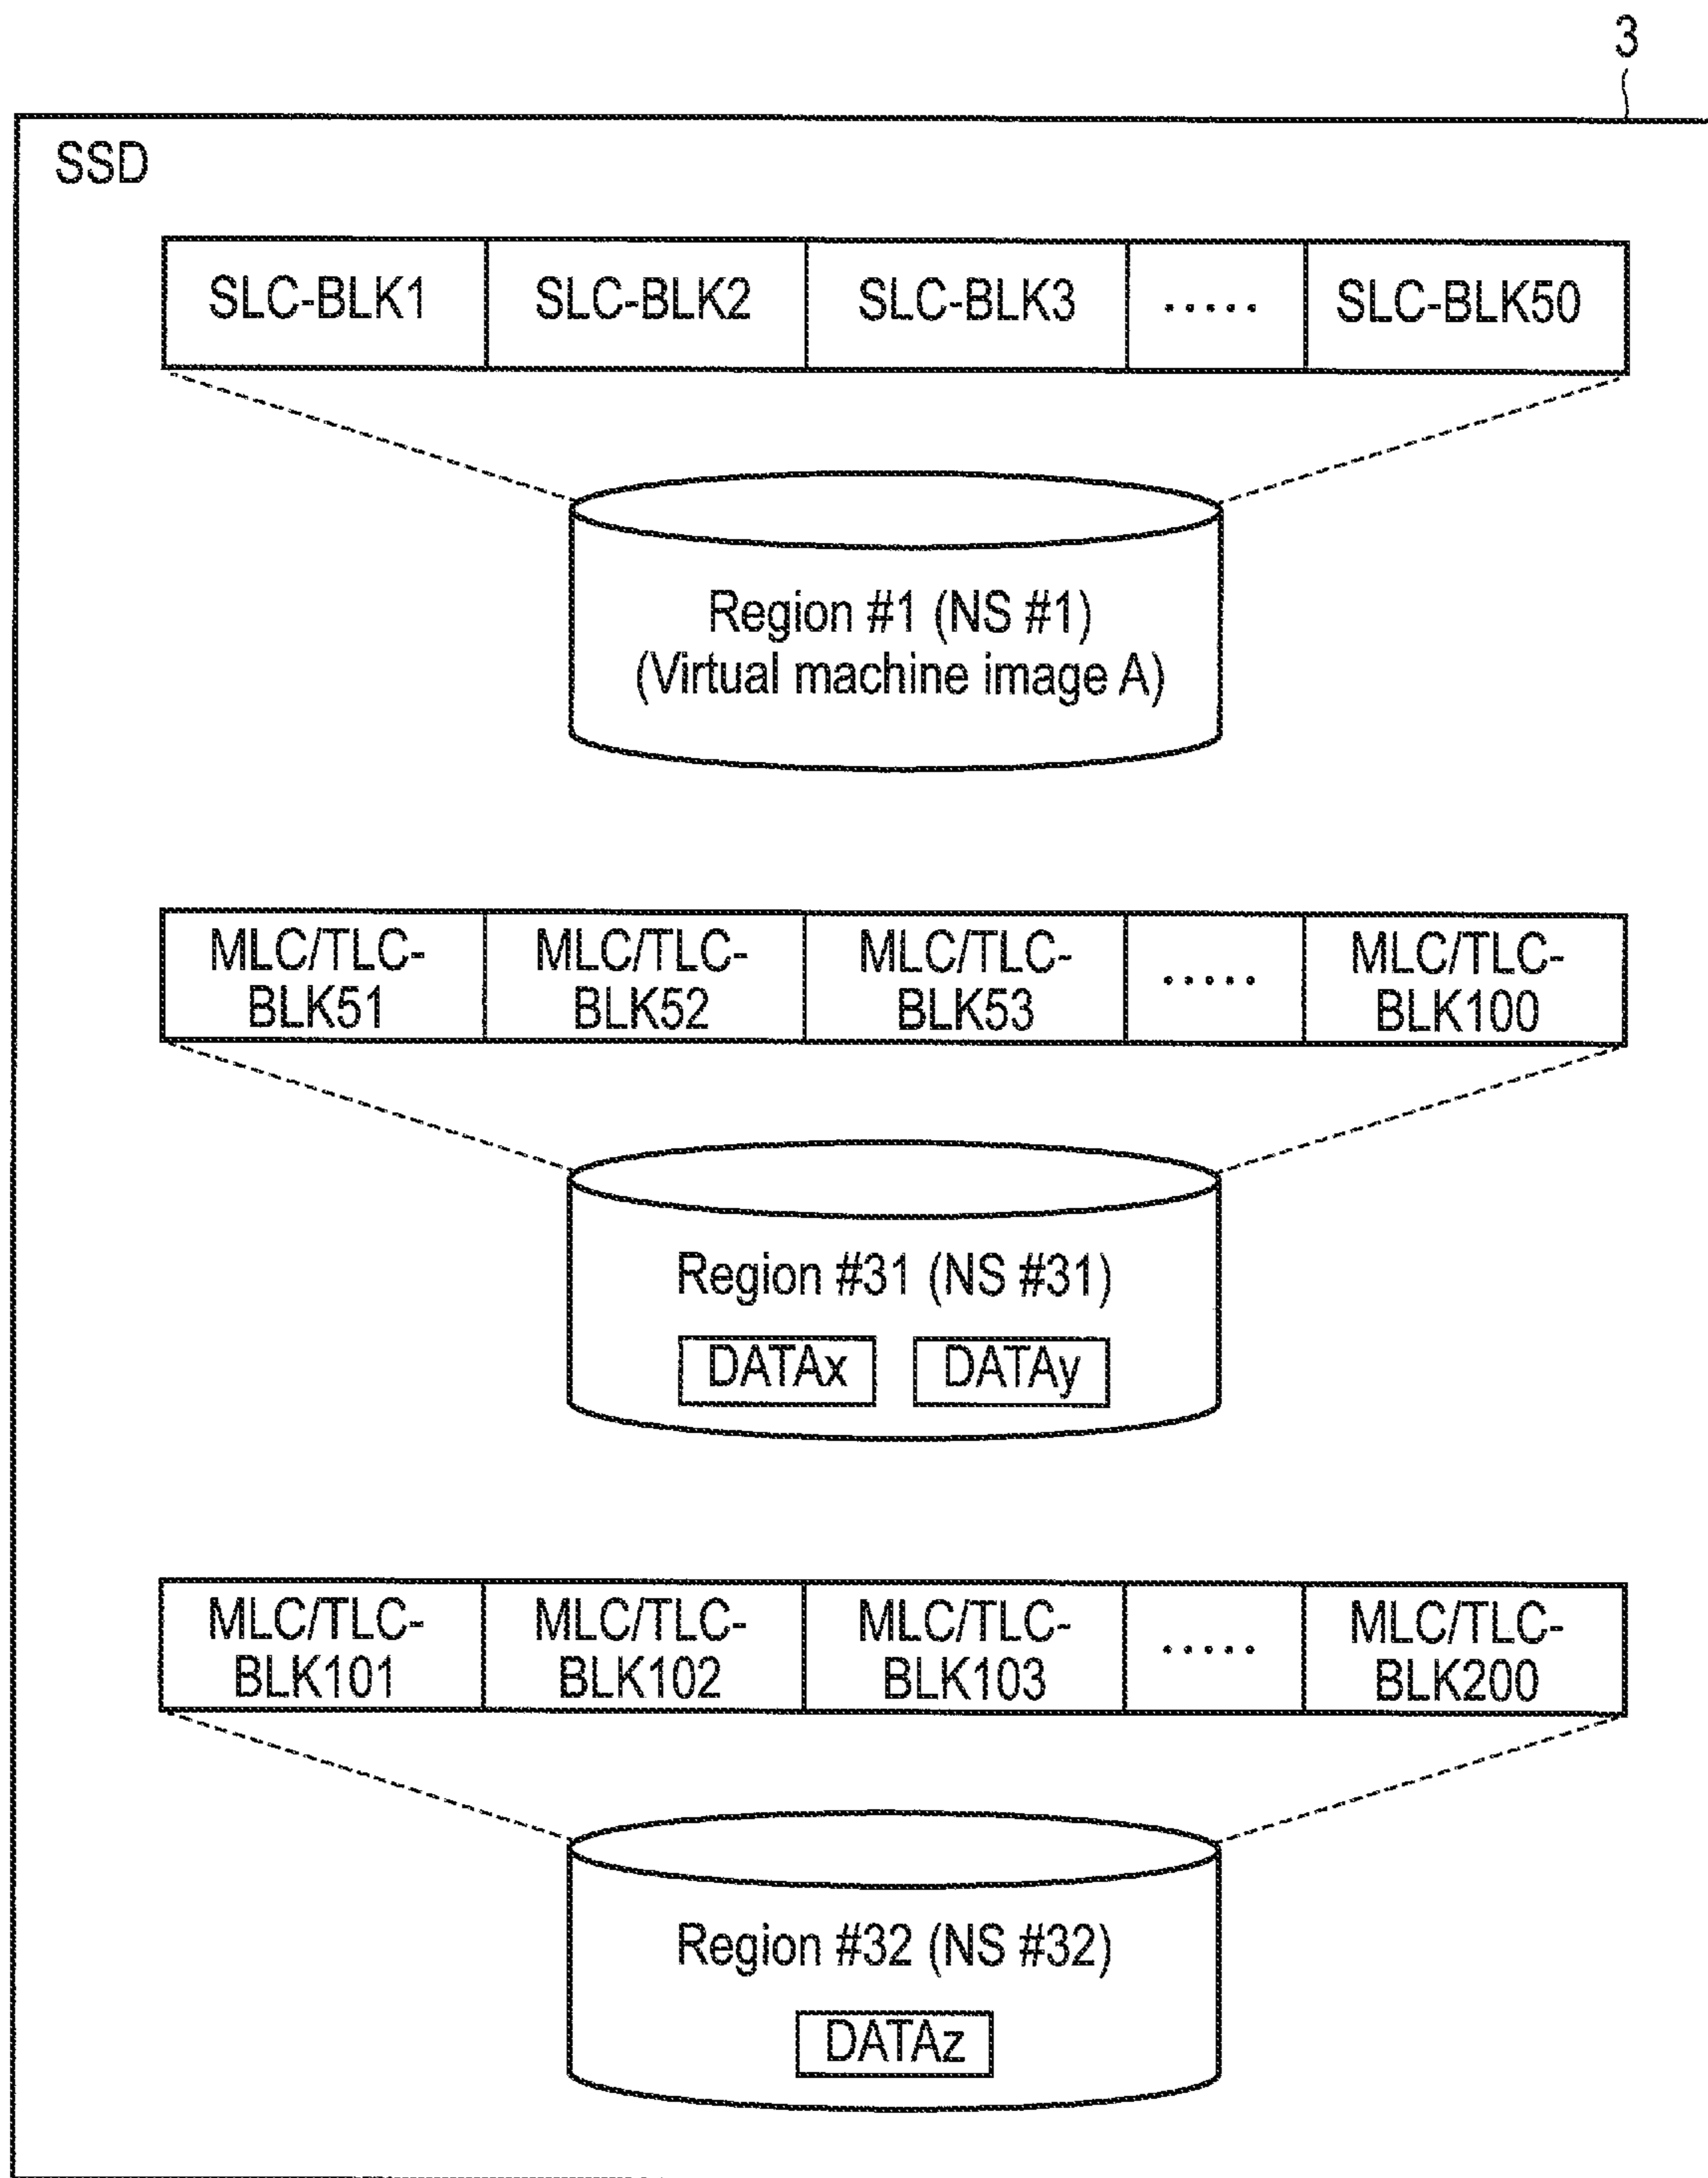 3
SSD
SLC-BLK1 SLC-BLK2 SLC-BLK3 ..... SLC-BLK50
Region #1 (NS #1)
(Virtual machine image A)
MLC/TLC- MLC/TLC- MLC/TLC- ..... MLC/TLC-
BLK51 BLK52 BLK53 BLK100
Region #31 (NS #31)
DATAx DATAy
MLC/TLC- MLC/TLC- MLC/TLC- ..... MLC/TLC-
BLK101 BLK102 BLK103 BLK200
Region #32 (NS #32)
DATAz